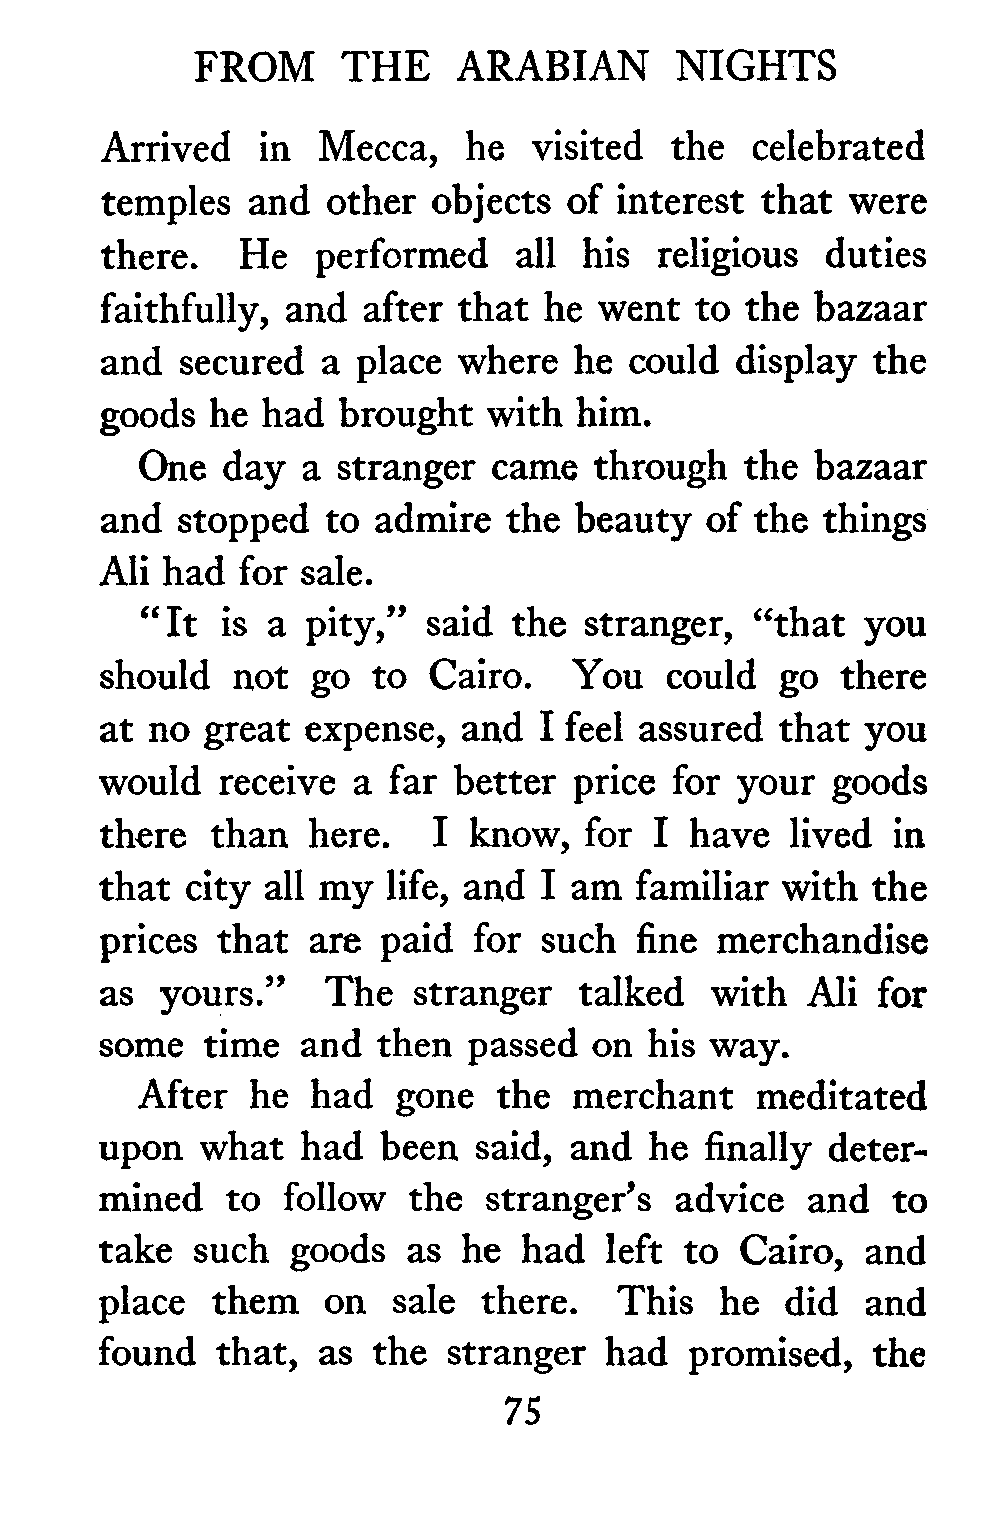 FROM THE ARABIAN NIGHTS
Arrived in Mecca, he visited the celebrated
temples and other objects of interest that were
there. He performed all his religious duties
faithfully, and after that he went to the bazaar
and secured a place where he could display the
goods he had brought with him.
One day a stranger came through the bazaar
and stopped to admire the beauty of the things
Ali had for sale.
“It is a pity,” said the stranger, “that you
should not go to Cairo. You could go there
at no great expense, and I feel assured that you
would receive a far better price for your goods
there than here. I know, for I have lived in
that city all my life, and I am familiar with the
prices that are paid for such fine merchandise
as yours.” The stranger talked with Ali for
some time and then passed on his way.
After he had gone the merchant meditated
upon what had been said, and he finally deter-
mined to follow the stranger’s advice and to
take such goods as he had left to Cairo, and
place them on sale there. This he did and
found that, as the stranger had promised, the
75